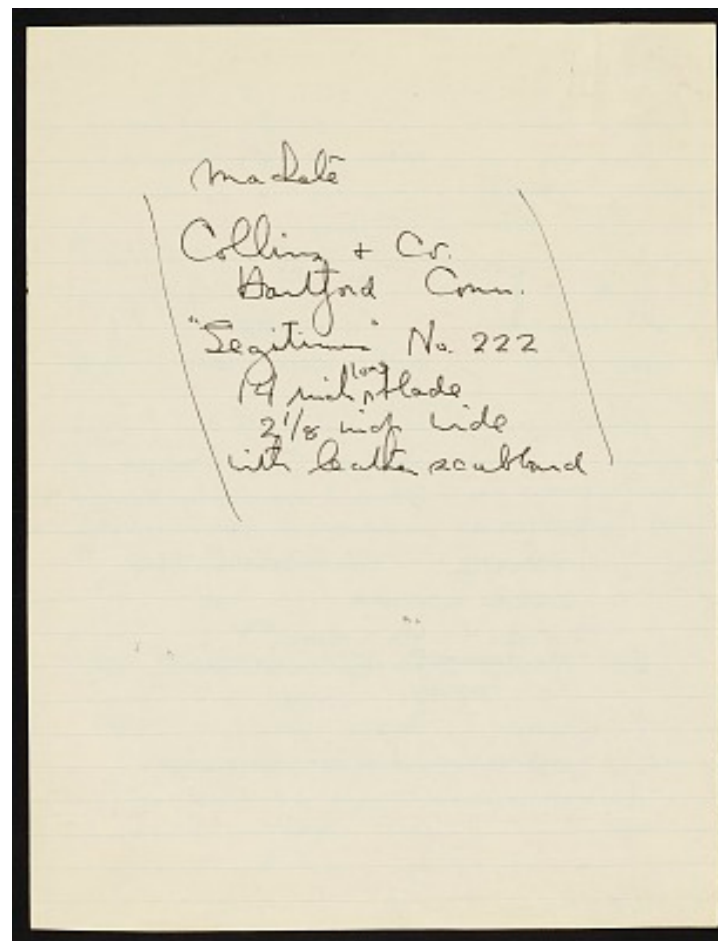 Machete
Collins + Co.
Hartford Conn.
"Legitimus" No. 222
14 inch long blade
2 1/8 inch wide
with leather scabbard